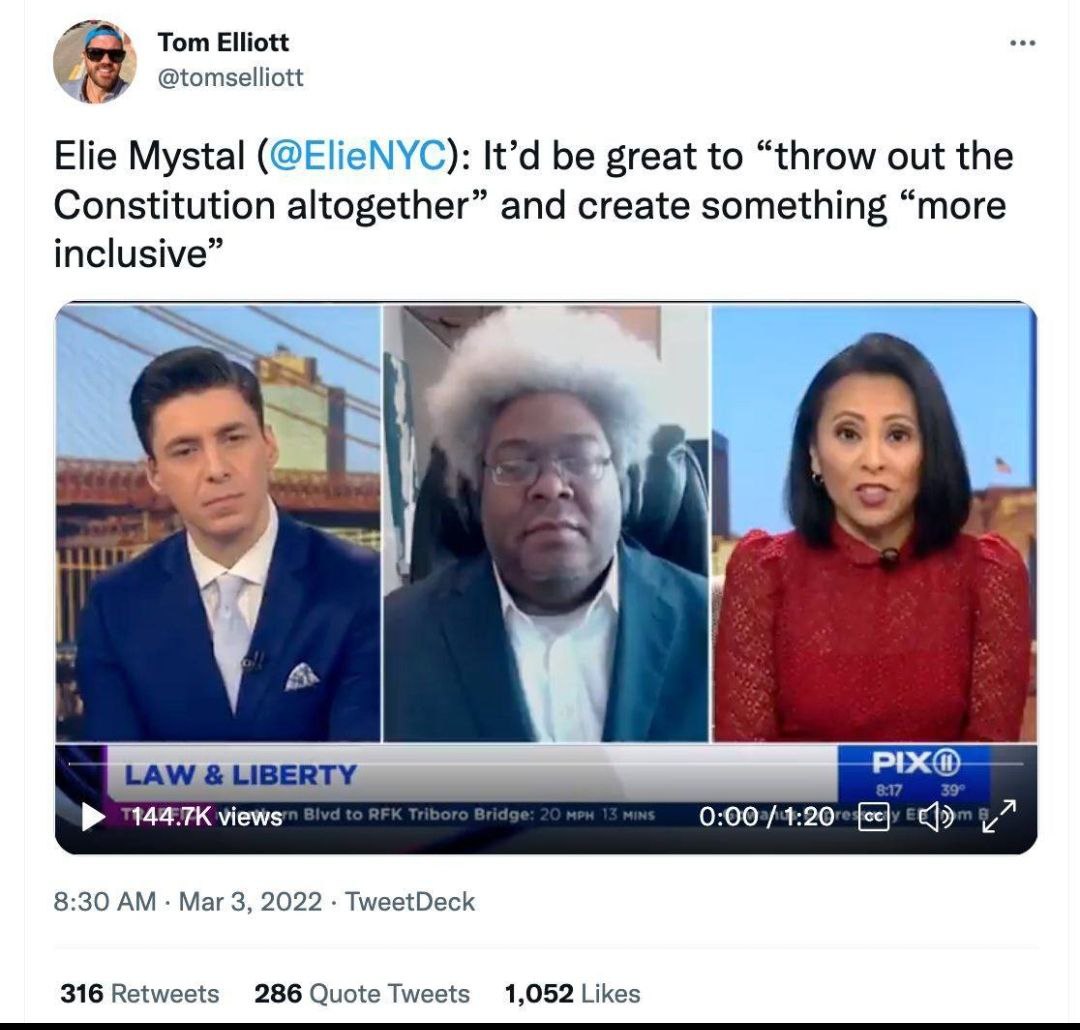 Tom Elliott
@tomselliott
Elie Mystal (@ElieNYC): It’d be great to “throw out the
Constitution altogether” and create something “more
inclusive”
LAW & LIBERTY
PIX11
8:17 39°
144.7K views
Blvd to RFK Triboro Bridge: 20 MPH 13 MINS
0:00 / 1:20
CC
8:30 AM · Mar 3, 2022 · TweetDeck
316 Retweets 286 Quote Tweets 1,052 Likes